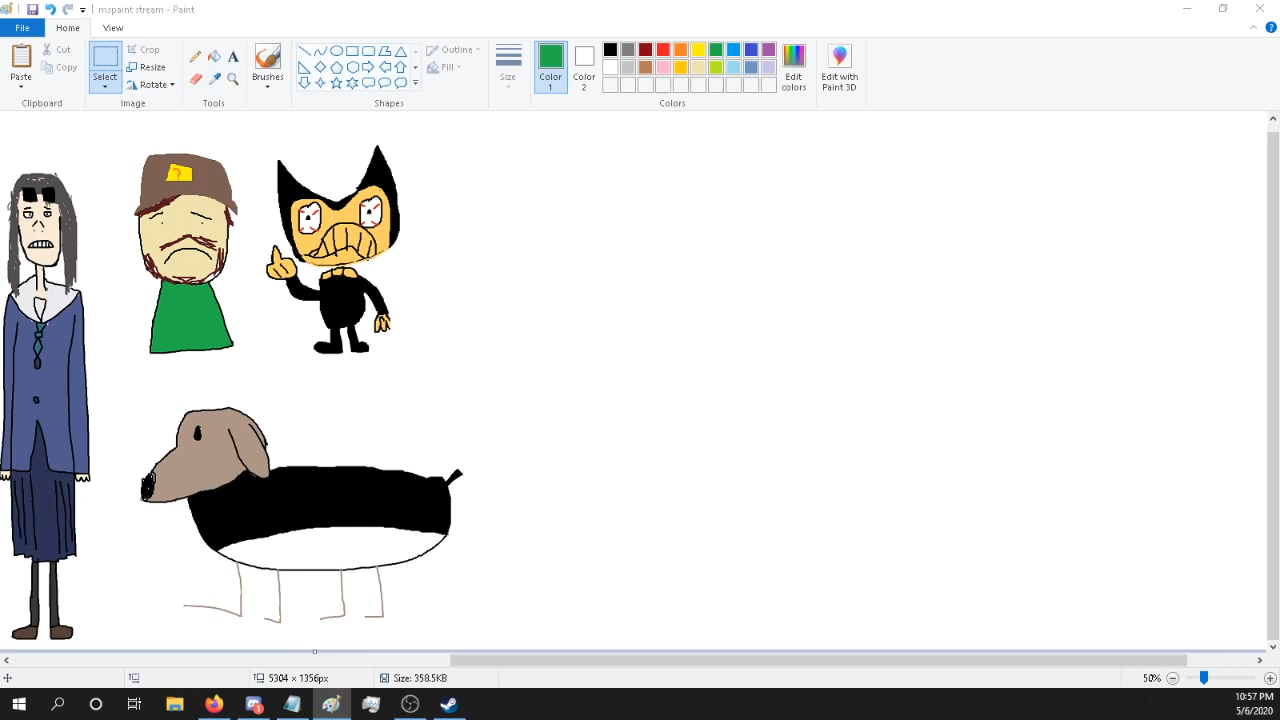 mspaint stream - Paint
File Home View
Paste
Cut
Copy
Clipboard
Select
Crop
Resize
Rotate
Image
A
Tools
Brushes
Outline
Fill
Shapes
Size
Color 1
Color 2
Edit colors
Colors
Edit with Paint 3D
?
5304 × 1356px
Size: 358.5KB
50%
10:57 PM
5/6/2020